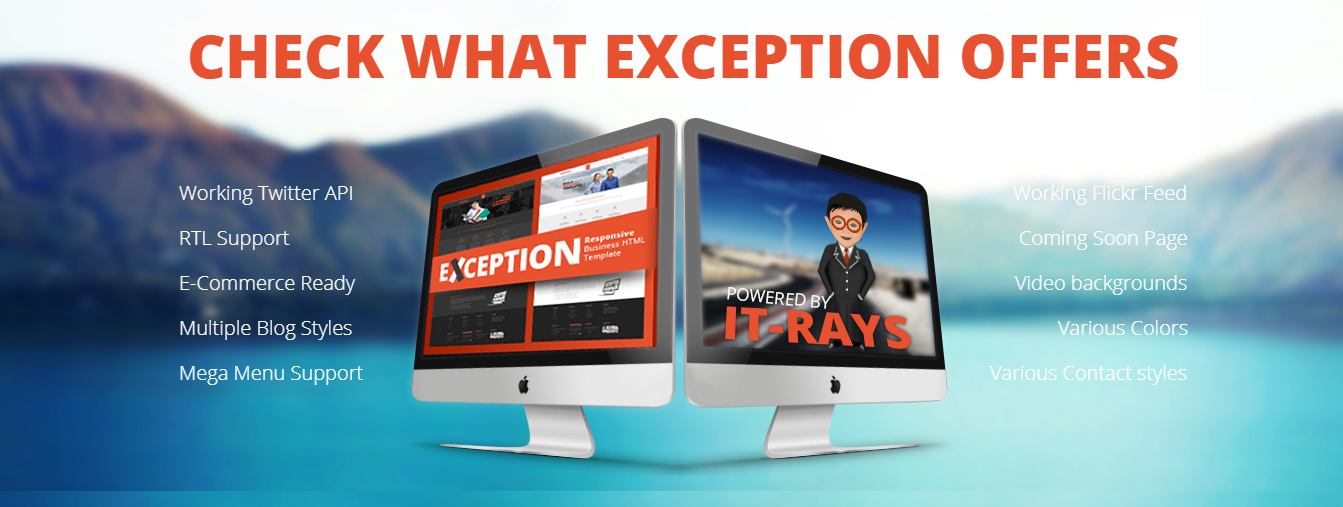 CHECK WHAT EXCEPTION OFFERS
Working Twitter API
RTL Support
E-Commerce Ready
Multiple Blog Styles
Mega Menu Support
EXCEPTION
Responsive
Business HTML
Template
POWERED BY
IT-RAYS
Working Flickr Feed
Coming Soon Page
Video backgrounds
Various Colors
Various Contact styles